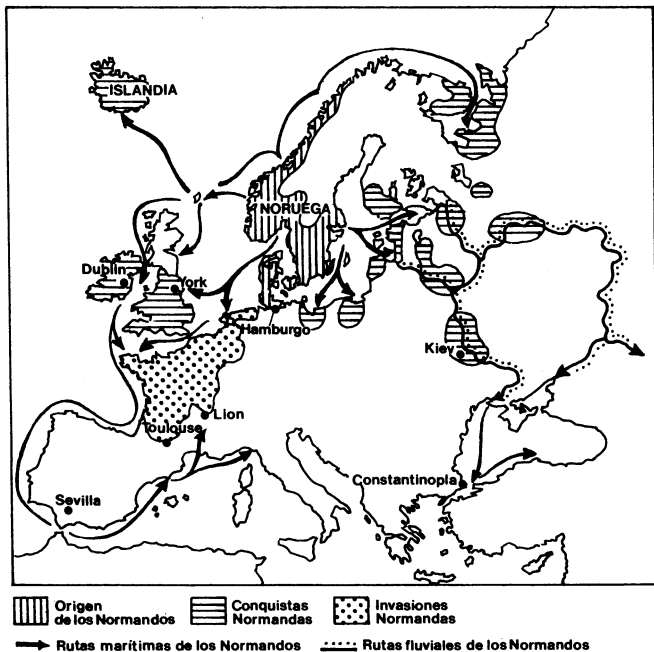 ISLANDIA
NORUEGA
Dublin
York
Hamburgo
Kiev
Lion
Toulouse
Constantinopla
Sevilla
Origen
de los Normandos
Conquistas
Normandas
Invasiones
Normandas
Rutas marítimas de los Normandos
Rutas fluviales de los Normandos